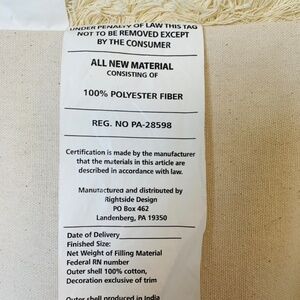 UNDER PENALTY OF LAW THIS TAG
NOT TO BE REMOVED EXCEPT
BY THE CONSUMER
ALL NEW MATERIAL
CONSISTING OF
100% POLYESTER FIBER
REG. NO PA-28598
Certification is made by the manufacturer
that the materials in this article are
described in accordance with law.
Manufactured and distributed by
Rightside Design
PO Box 462
Landenberg, PA 19350
Date of Delivery
Finished Size:
Net Weight of Filling Material
Federal RN number
Outer shell 100% cotton,
Decoration exclusive of trim
Outer shell produced in India